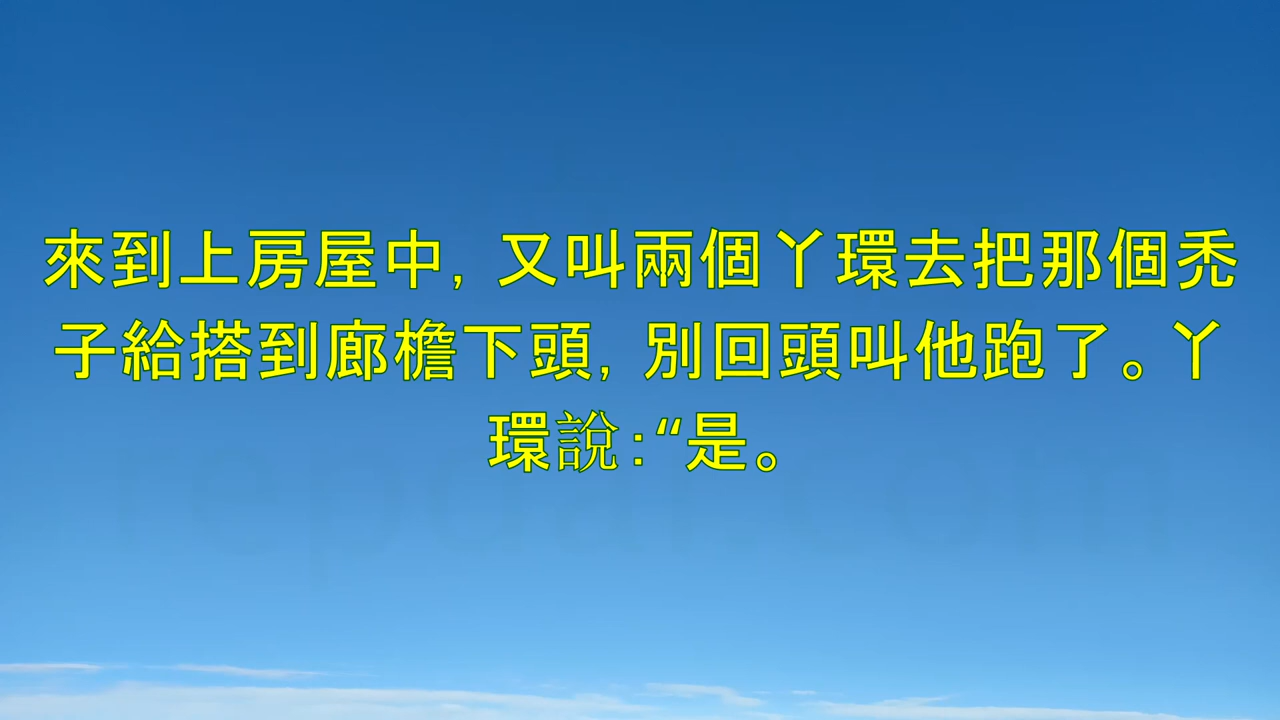 來到上房屋中, 又叫兩個丫環去把那個禿
子給搭到廊檐下頭, 別回頭叫他跑了。丫
環說:“是。